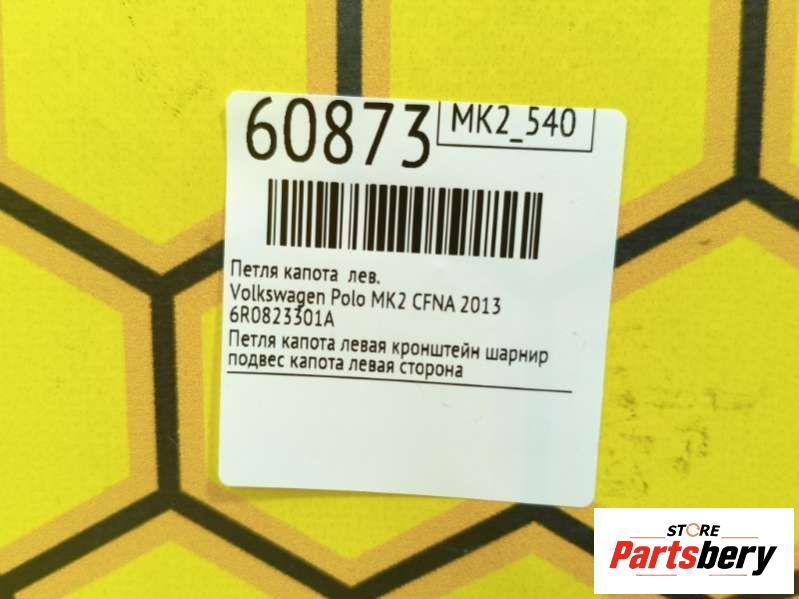 60873
MK2_540
Петля капота лев.
Volkswagen Polo MK2 CFNA 2013
6R0823301A
Петля капота левая кронштейн шарнир
подвес капота левая сторона
STORE
Partsbery